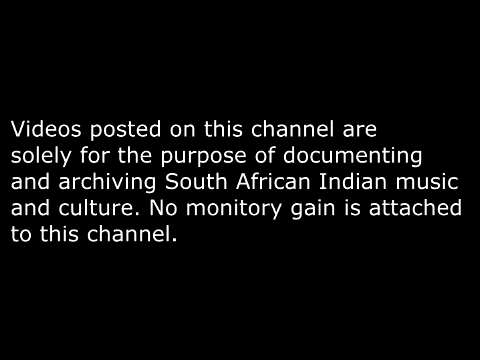 Videos posted on this channel are
solely for the purpose of documenting
and archiving South African Indian music
and culture. No monitory gain is attached
to this channel.